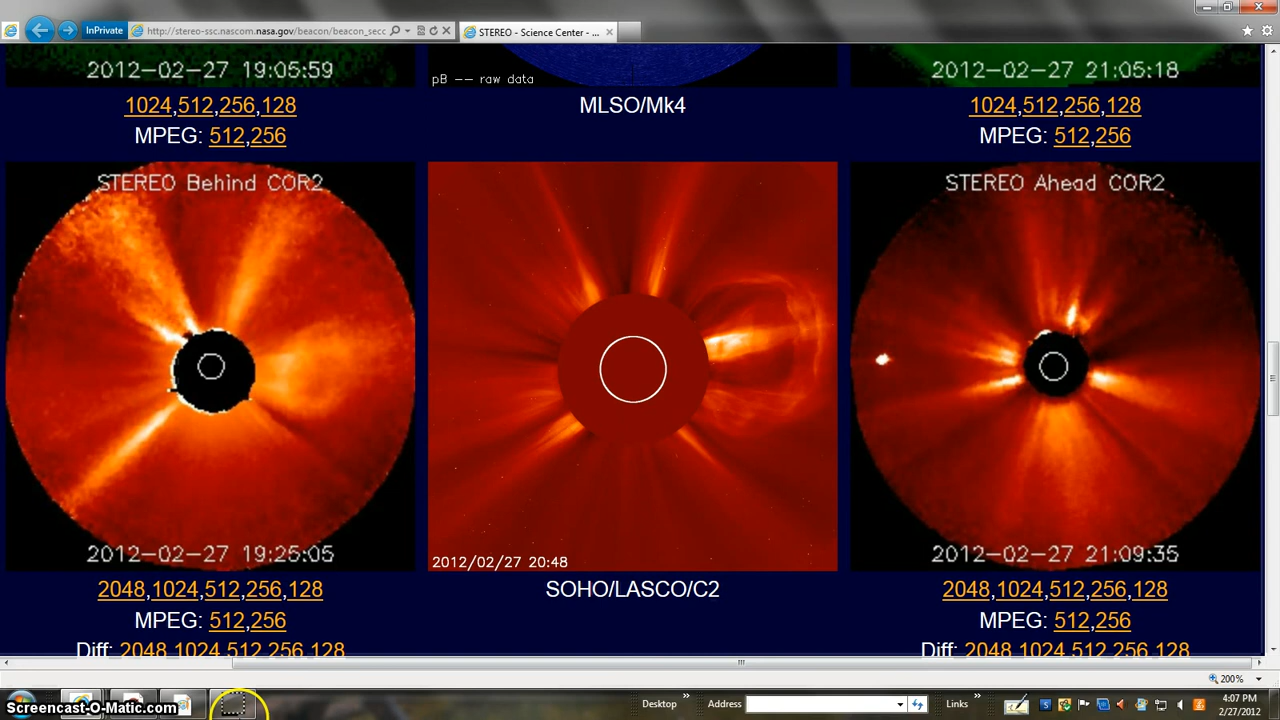 InPrivate
http://stereo-ssc.nascom.nasa.gov/beacon/beacon_secc
STEREO - Science Center - ...
2012-02-27 19:05:59
pB -- raw data
2012-02-27 21:05:18
1024,512,256,128
MLSO/Mk4
1024,512,256,128
MPEG: 512,256
MPEG: 512,256
STEREO Behind COR2
STEREO Ahead COR2
2012-02-27 19:25:05
2012/02/27 20:48
2012-02-27 21:09:35
2048,1024,512,256,128
SOHO/LASCO/C2
2048,1024,512,256,128
MPEG: 512,256
MPEG: 512,256
Diff: 2048,1024,512,256,128
Diff: 2048,1024,512,256,128
200%
Screencast-O-Matic.com
Desktop
Address
Links
4:07 PM
2/27/2012